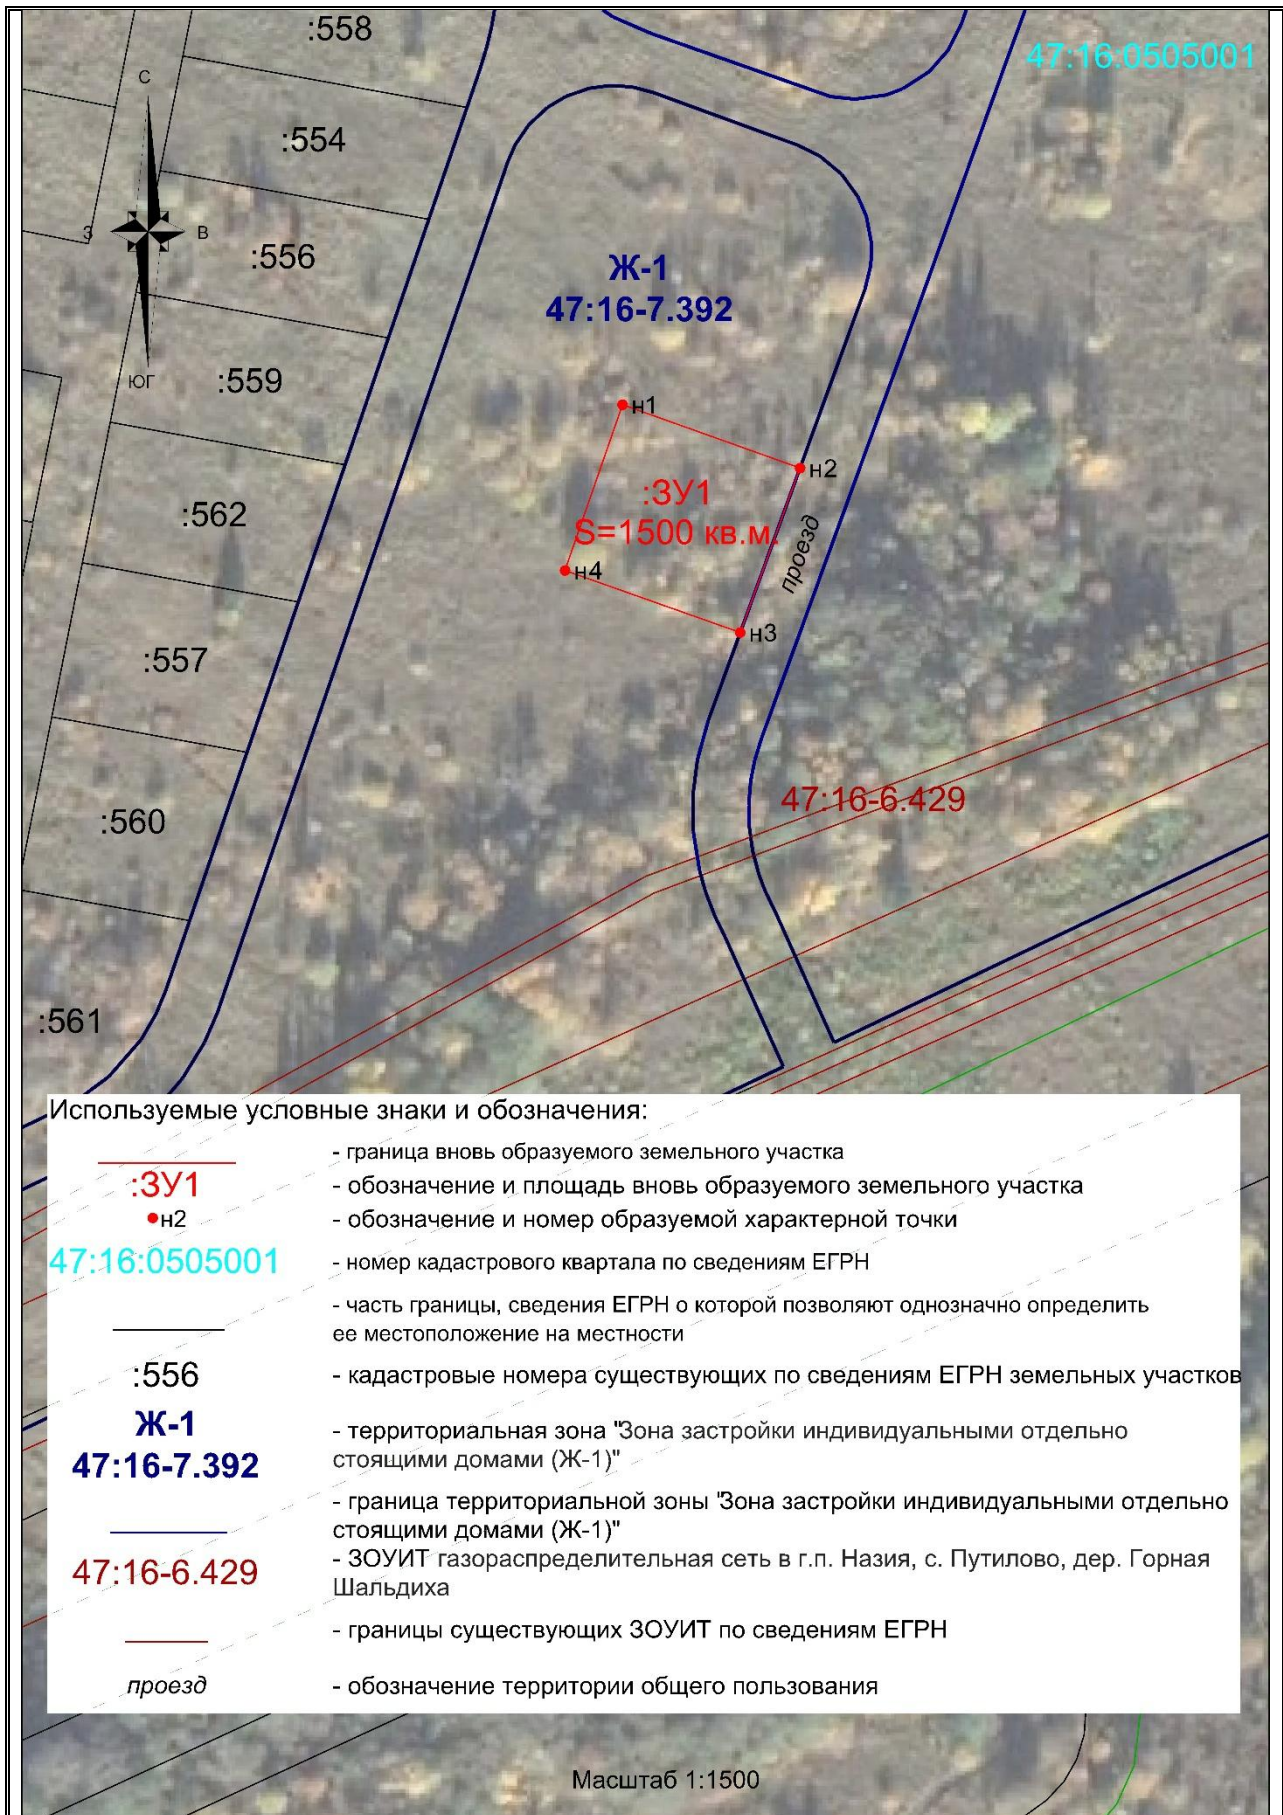 :558
47:16:0505001
С
:554
З
В
:556
Ж-1
47:16-7.392
ЮГ
:559
н1
н2
:ЗУ1
S=1500 кв.м.
:562
проезд
н4
н3
:557
47:16-6.429
:560
:561
Используемые условные знаки и обозначения:
- граница вновь образуемого земельного участка
:ЗУ1 - обозначение и площадь вновь образуемого земельного участка
н2 - обозначение и номер образуемой характерной точки
47:16:0505001 - номер кадастрового квартала по сведениям ЕГРН
- часть границы, сведения ЕГРН о которой позволяют однозначно определить
ее местоположение на местности
:556 - кадастровые номера существующих по сведениям ЕГРН земельных участков
Ж-1
47:16-7.392
- территориальная зона "Зона застройки индивидуальными отдельно
стоящими домами (Ж-1)"
- граница территориальной зоны "Зона застройки индивидуальными отдельно
стоящими домами (Ж-1)"
47:16-6.429
- ЗОУИТ газораспределительная сеть в г.п. Назия, с. Путилово, дер. Горная
Шальдиха
- границы существующих ЗОУИТ по сведениям ЕГРН
проезд - обозначение территории общего пользования
Масштаб 1:1500